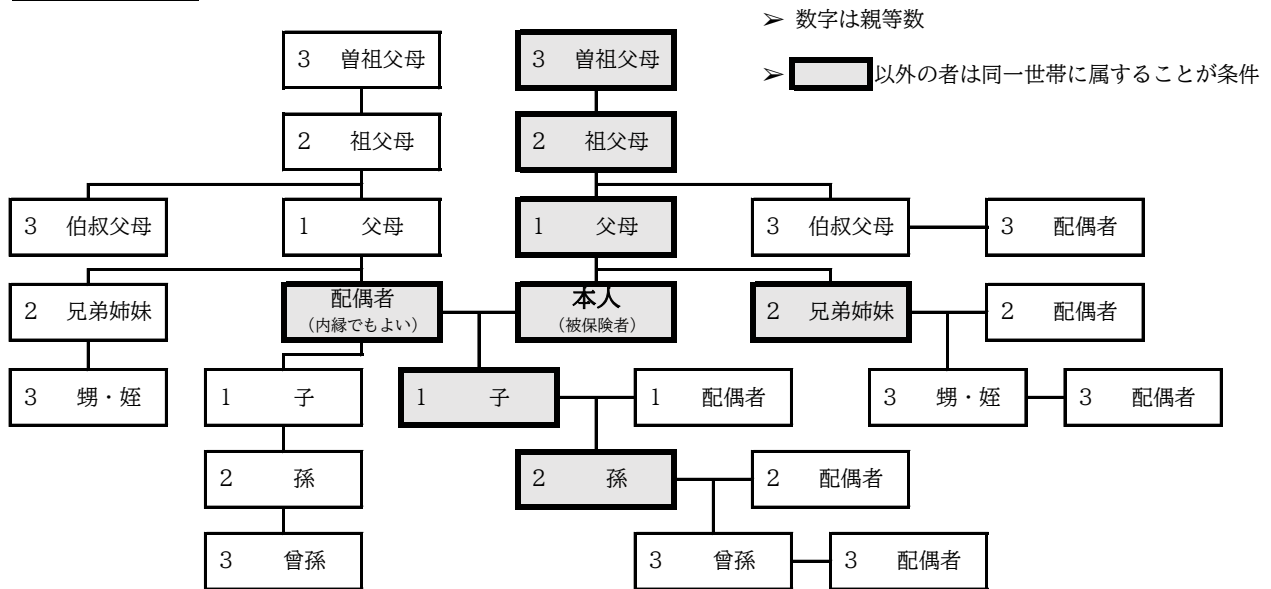 ➢ 数字は親等数
3 曽祖父母
3 曽祖父母
➢ 以外の者は同一世帯に属することが条件
2 祖父母
2 祖父母
3 伯叔父母
1 父母
1 父母
3 伯叔父母
3 配偶者
2 兄弟姉妹
配偶者
(内縁でもよい)
本人
(被保険者)
2 兄弟姉妹
2 配偶者
3 甥・姪
1 子
1 子
1 配偶者
3 甥・姪
3 配偶者
2 孫
2 孫
2 配偶者
3 曾孫
3 曾孫
3 配偶者